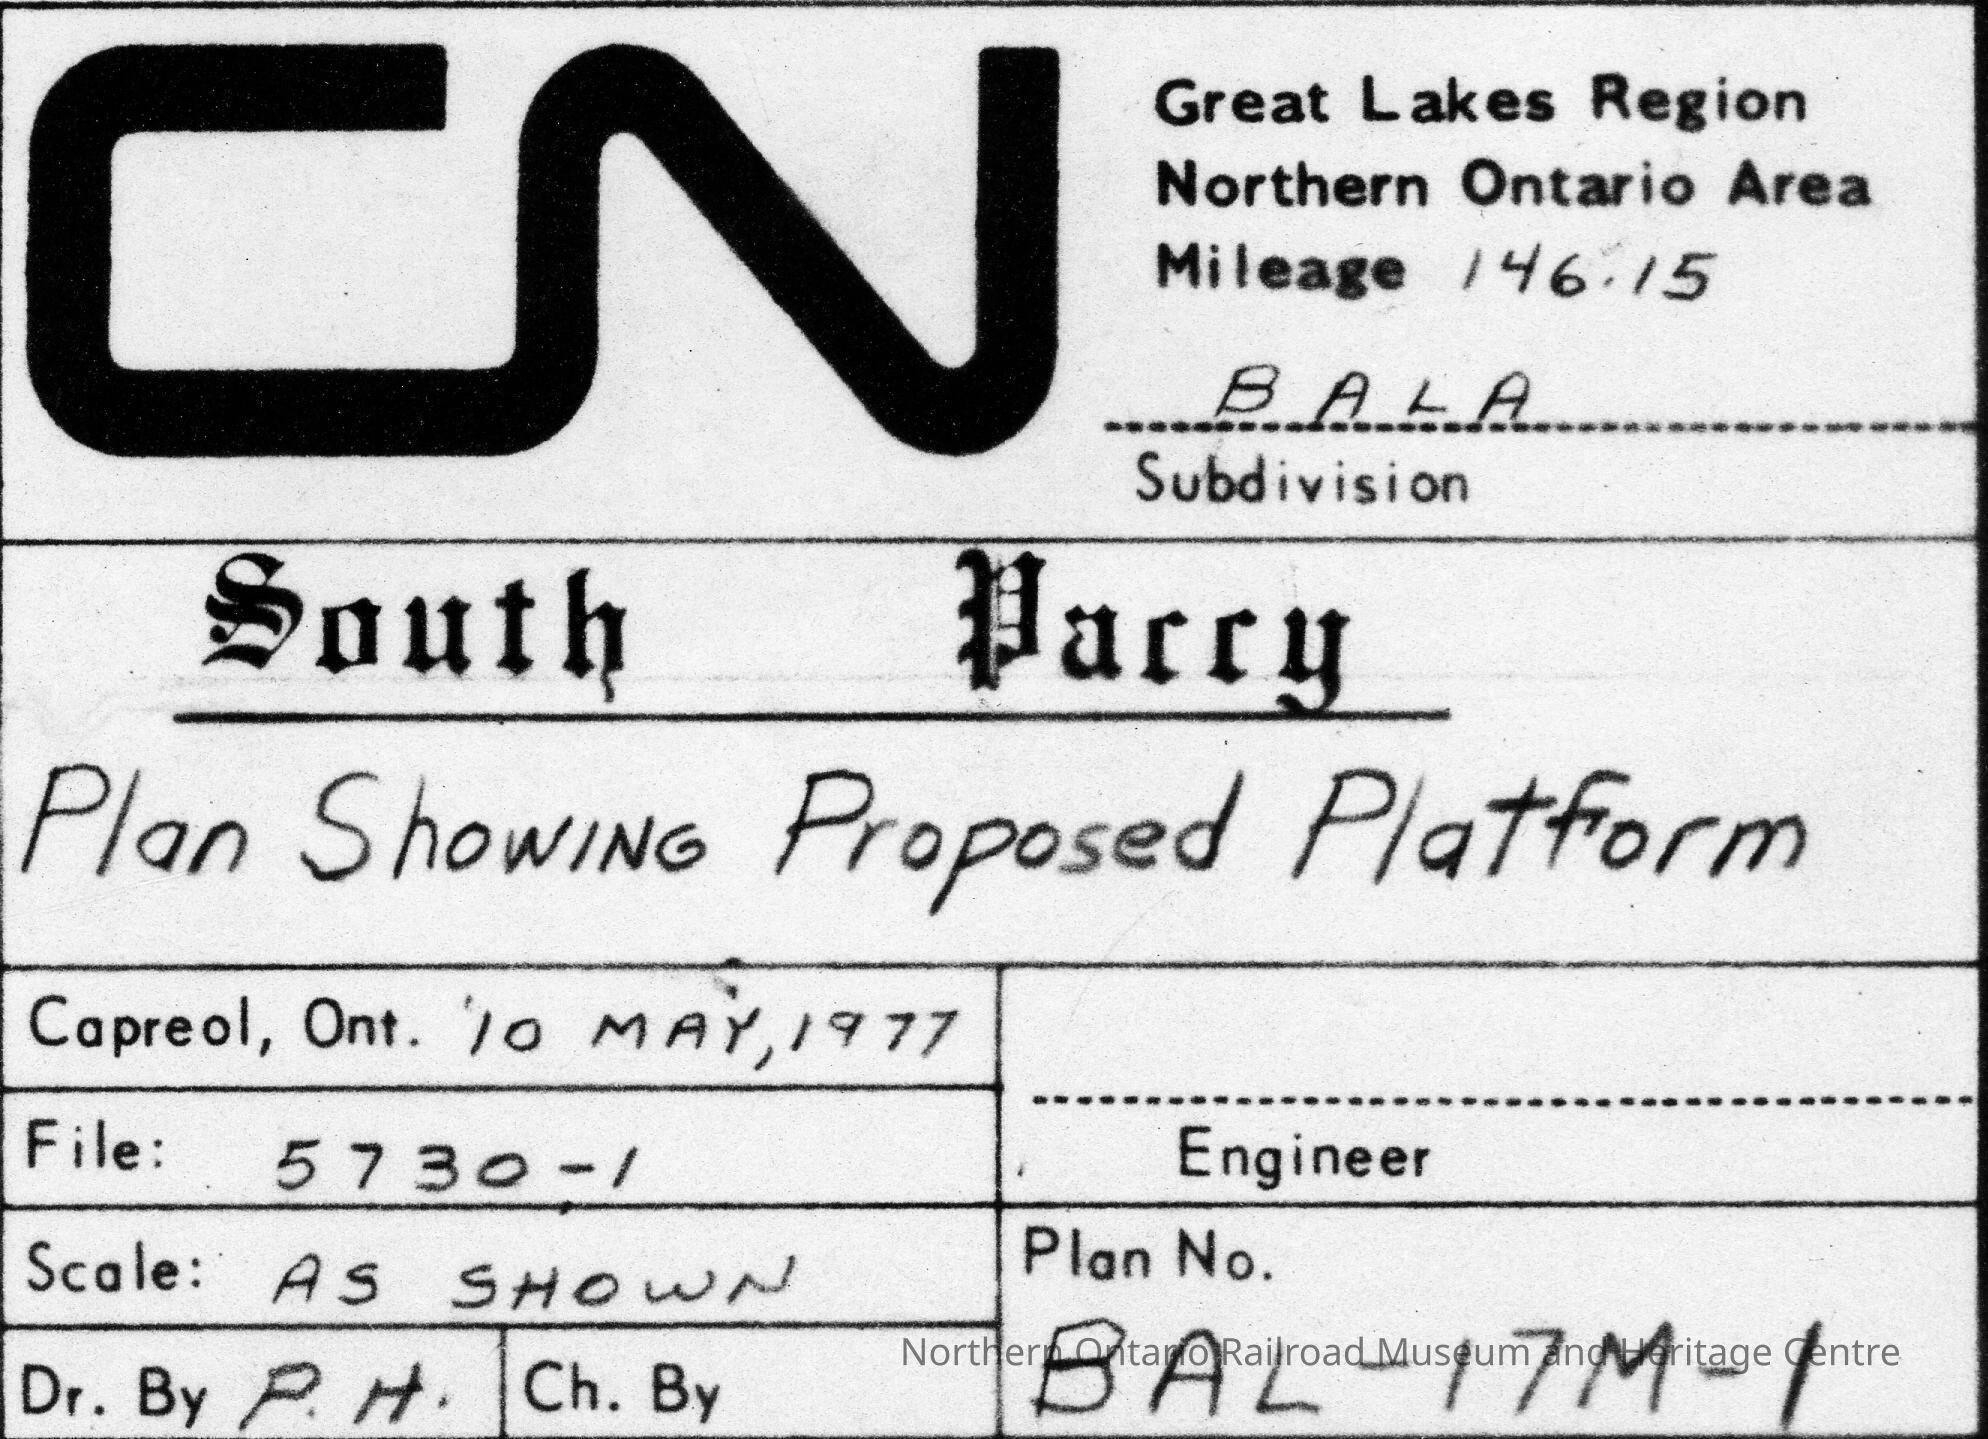 CN
Great Lakes Region
Northern Ontario Area
Mileage 146.15
BALA
Subdivision
South Parry
Plan Showing Proposed Platform
Capreol, Ont. 10 MAY, 1977
File: 5730-1
Engineer
Scale: AS SHOWN
Plan No.
BAL-17M-1
Dr. By P. H.
Ch. By
Northern Ontario Railroad Museum and Heritage Centre